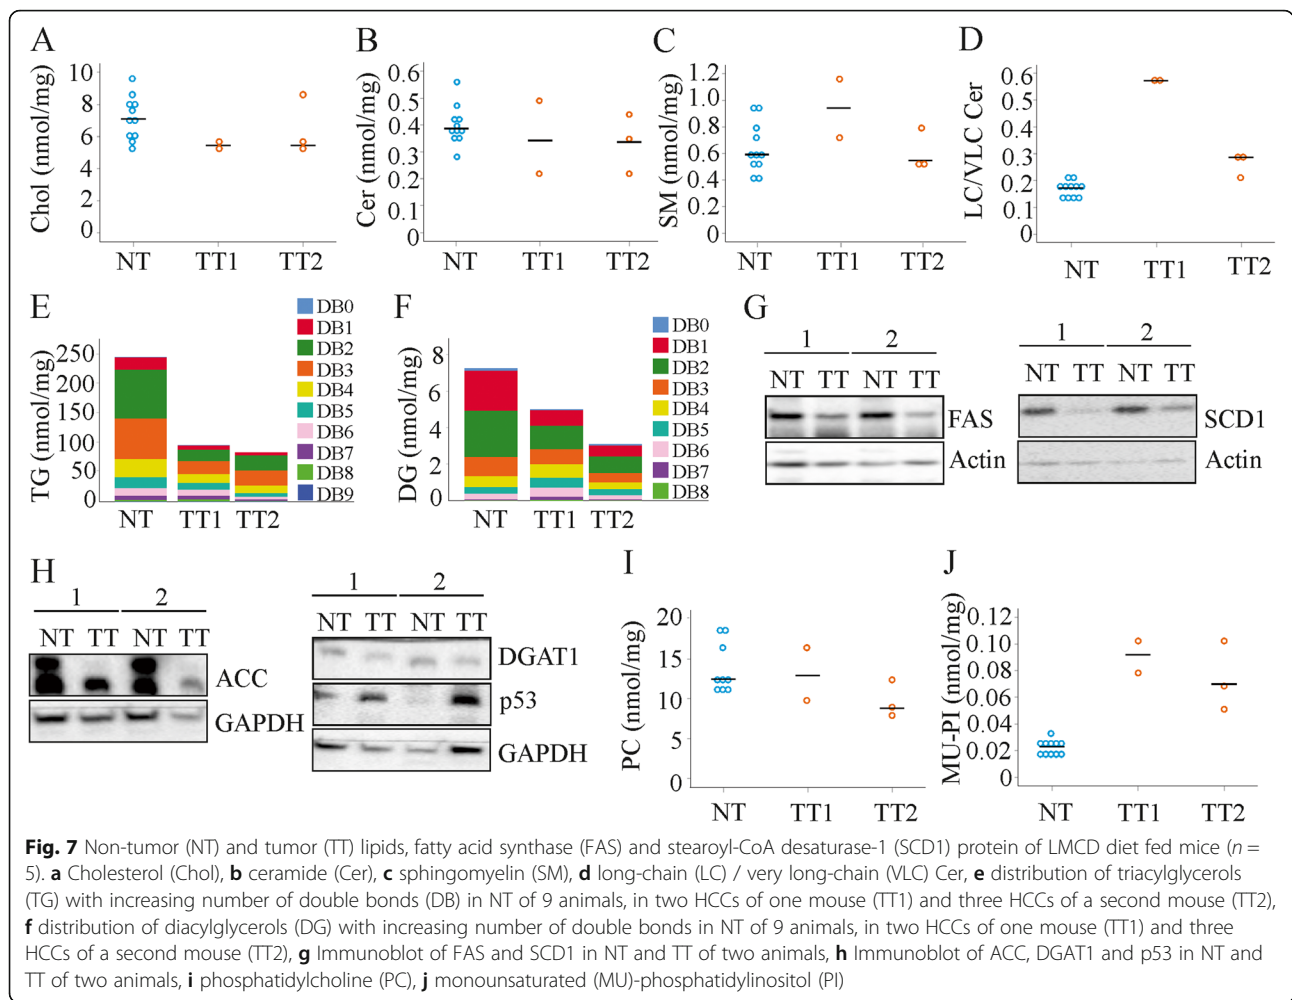 A
Chol (nmol/mg)
10
8
6
4
2
0
NT TT1 TT2
B
Cer (nmol/mg)
0.6
0.5
0.4
0.3
0.2
0.1
0
NT TT1 TT2
C
SM (nmol/mg)
1.2
1.0
0.8
0.6
0.4
0.2
0
NT TT1 TT2
D
LC/VLC Cer
0.6
0.5
0.3
0.2
0.1
0
NT TT1 TT2
E
TG (nmol/mg)
250
200
150
100
50
0
NT TT1 TT2
DB0
DB1
DB2
DB3
DB4
DB5
DB6
DB7
DB8
DB9
F
DG (nmol/mg)
8
6
4
2
0
NT TT1 TT2
DB0
DB1
DB2
DB3
DB4
DB5
DB6
DB7
DB8
G
1 2
NT TT NT TT
FAS
Actin
1 2
NT TT NT TT
SCD1
Actin
H
1 2
NT TT NT TT
ACC
GAPDH
1 2
NT TT NT TT
DGAT1
p53
GAPDH
I
PC (nmol/mg)
20
15
10
5
0
NT TT1 TT2
J
MU-PI (nmol/mg)
0.12
0.10
0.08
0.06
0.04
0.02
0
NT TT1 TT2
Fig. 7 Non-tumor (NT) and tumor (TT) lipids, fatty acid synthase (FAS) and stearoyl-CoA desaturase-1 (SCD1) protein of LMCD diet fed mice (n =
5). a Cholesterol (Chol), b ceramide (Cer), c sphingomyelin (SM), d long-chain (LC) / very long-chain (VLC) Cer, e distribution of triacylglycerols
(TG) with increasing number of double bonds (DB) in NT of 9 animals, in two HCCs of one mouse (TT1) and three HCCs of a second mouse (TT2),
f distribution of diacylglycerols (DG) with increasing number of double bonds in NT of 9 animals, in two HCCs of one mouse (TT1) and three
HCCs of a second mouse (TT2), g Immunoblot of FAS and SCD1 in NT and TT of two animals, h Immunoblot of ACC, DGAT1 and p53 in NT and
TT of two animals, i phosphatidylcholine (PC), j monounsaturated (MU)-phosphatidylinositol (PI)